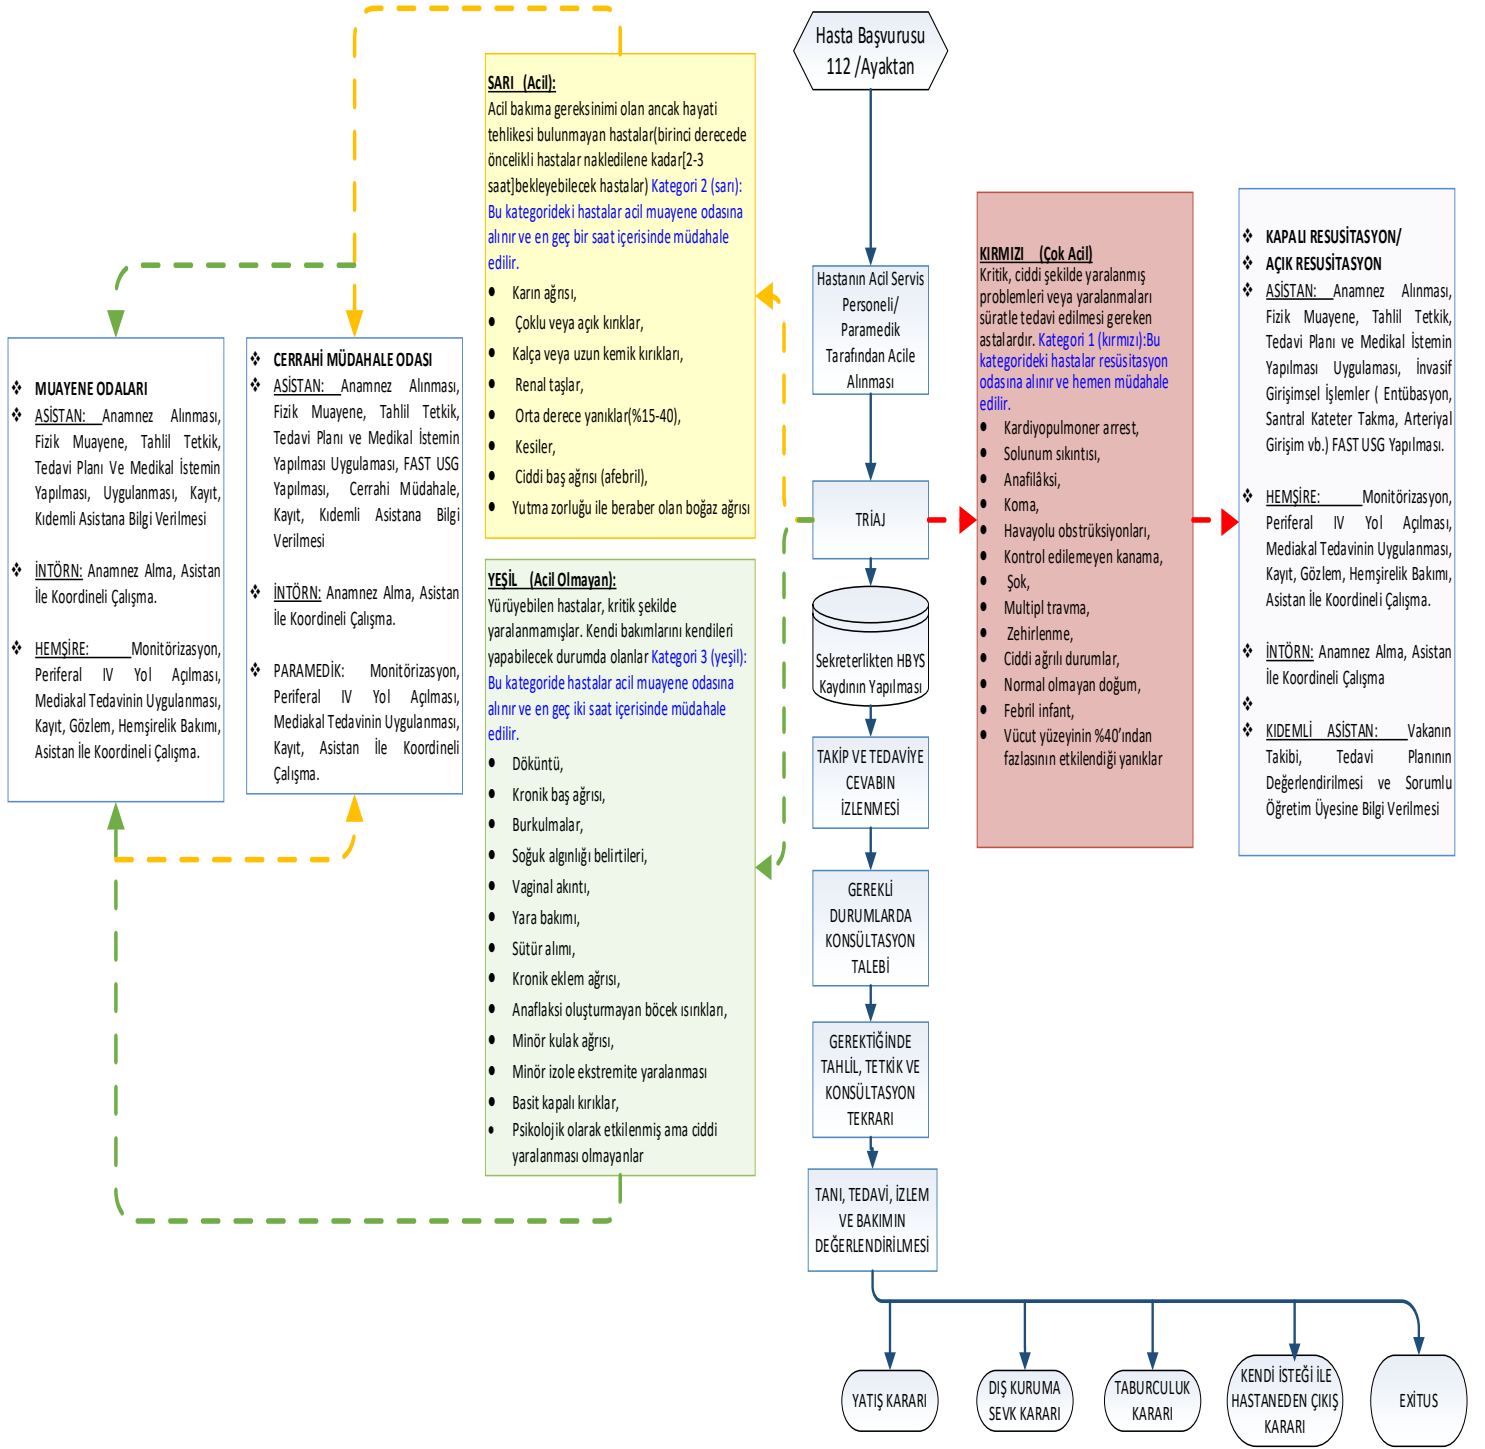 Hasta Başvurusu
112 /Ayaktan
SARI (Acil):
Acil bakıma gereksinimi olan ancak hayati
tehlikesi bulunmayan hastalar(birinci derecede
öncelikli hastalar nakledilene kadar[2-3
saat]bekleyebilecek hastalar) Kategori 2 (sarı):
Bu kategorideki hastalar acil muayene odasına
alınır ve en geç bir saat içerisinde müdahale
edilir.
• Karın ağrısı,
• Çoklu veya açık kırıklar,
• Kalça veya uzun kemik kırıkları,
• Renal taşlar,
• Orta derece yanıklar(%15-40),
• Kesiler,
• Ciddi baş ağrısı (afebril),
• Yutma zorluğu ile beraber olan boğaz ağrısı
Hastanın Acil Servis
Personeli/
Paramedik
Tarafından Acile
Alınması
KIRMIZI (Çok Acil)
Kritik, ciddi şekilde yaralanmış
problemleri veya yaralanmaları
süratle tedavi edilmesi gereken
astalardır. Kategori 1 (kırmızı):Bu
kategorideki hastalar resüsitasyon
odasına alınır ve hemen müdahale
edilir.
• Kardiyopulmoner arrest,
• Solunum sıkıntısı,
• Anafilâksi,
• Koma,
• Havayolu obstrüksiyonları,
• Kontrol edilemeyen kanama,
• Şok,
• Multipl travma,
• Zehirlenme,
• Ciddi ağrılı durumlar,
• Normal olmayan doğum,
• Febril infant,
• Vücut yüzeyinin %40’ından
fazlasının etkilendiği yanıklar
❖ KAPALI RESUSİTASYON/
❖ AÇIK RESUSİTASYON
❖ ASİSTAN: Anamnez Alınması,
Fizik Muayene, Tahlil Tetkik,
Tedavi Planı ve Medikal İstemin
Yapılması Uygulaması, İnvasif
Girişimsel İşlemler ( Entübasyon,
Santral Kateter Takma, Arteriyal
Girişim vb.) FAST USG Yapılması.
❖ HEMŞİRE: Monitörizasyon,
Periferal IV Yol Açılması,
Mediakal Tedavinin Uygulanması,
Kayıt, Gözlem, Hemşirelik Bakımı,
Asistan İle Koordineli Çalışma.
❖ İNTÖRN: Anamnez Alma, Asistan
İle Koordineli Çalışma
❖
❖ KIDEMLİ ASİSTAN: Vakanın
Takibi, Tedavi Planının
Değerlendirilmesi ve Sorumlu
Öğretim Üyesine Bilgi Verilmesi
❖ MUAYENE ODALARI
❖ ASİSTAN: Anamnez Alınması,
Fizik Muayene, Tahlil Tetkik,
Tedavi Planı Ve Medikal İstemin
Yapılması, Uygulanması, Kayıt,
Kıdemli Asistana Bilgi Verilmesi
❖ İNTÖRN: Anamnez Alma, Asistan
İle Koordineli Çalışma.
❖ HEMŞİRE: Monitörizasyon,
Periferal IV Yol Açılması,
Mediakal Tedavinin Uygulanması,
Kayıt, Gözlem, Hemşirelik Bakımı,
Asistan İle Koordineli Çalışma.
❖ CERRAHİ MÜDAHALE ODASI
❖ ASİSTAN: Anamnez Alınması,
Fizik Muayene, Tahlil Tetkik,
Tedavi Planı ve Medikal İstemin
Yapılması Uygulaması, FAST USG
Yapılması, Cerrahi Müdahale,
Kayıt, Kıdemli Asistana Bilgi
Verilmesi
❖ İNTÖRN: Anamnez Alma, Asistan
İle Koordineli Çalışma.
❖ PARAMEDİK: Monitörizasyon,
Periferal IV Yol Açılması,
Mediakal Tedavinin Uygulanması,
Kayıt, Asistan İle Koordineli
Çalışma.
TRİAJ
YEŞİL (Acil Olmayan):
Yürüyebilen hastalar, kritik şekilde
yaralanmamışlar. Kendi bakımlarını kendileri
yapabilecek durumda olanlar Kategori 3 (yeşil):
Bu kategoride hastalar acil muayene odasına
alınır ve en geç iki saat içerisinde müdahale
edilir.
• Döküntü,
• Kronik baş ağrısı,
• Burkulmalar,
• Soğuk algınlığı belirtileri,
• Vaginal akıntı,
• Yara bakımı,
• Sütür alımı,
• Kronik eklem ağrısı,
• Anaflaksi oluşturmayan böcek ısırıkları,
• Minör kulak ağrısı,
• Minör izole ekstremite yaralanması
• Basit kapalı kırıklar,
• Psikolojik olarak etkilenmiş ama ciddi
yaralanması olmayanlar
Sekreterlikten HBYS
Kaydının Yapılması
TAKİP VE TEDAVİYE
CEVABIN
İZLENMESİ
GEREKLİ
DURUMLARDA
KONSÜLTASYON
TALEBİ
GEREKTİĞİNDE
TAHLİL, TETKİK VE
KONSÜLTASYON
TEKRARI
TANI, TEDAVİ, İZLEM
VE BAKIMIN
DEĞERLENDİRİLMESİ
YATIŞ KARARI
DIŞ KURUMA
SEVK KARARI
TABURCULUK
KARARI
KENDİ İSTEĞİ İLE
HASTANEDEN ÇIKIŞ
KARARI
EXİTUS